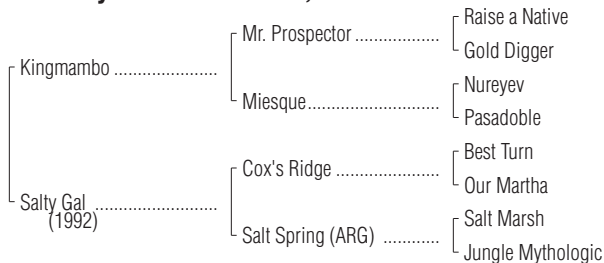 Raise a Native
Mr. Prospector ..................
Gold Digger
Kingmambo ......................
Nureyev
Miesque............................
Pasadoble
Best Turn
Cox's Ridge ......................
Our Martha
Salty Gal ..........................
(1992)
Salt Marsh
Salt Spring (ARG) ............
Jungle Mythologic